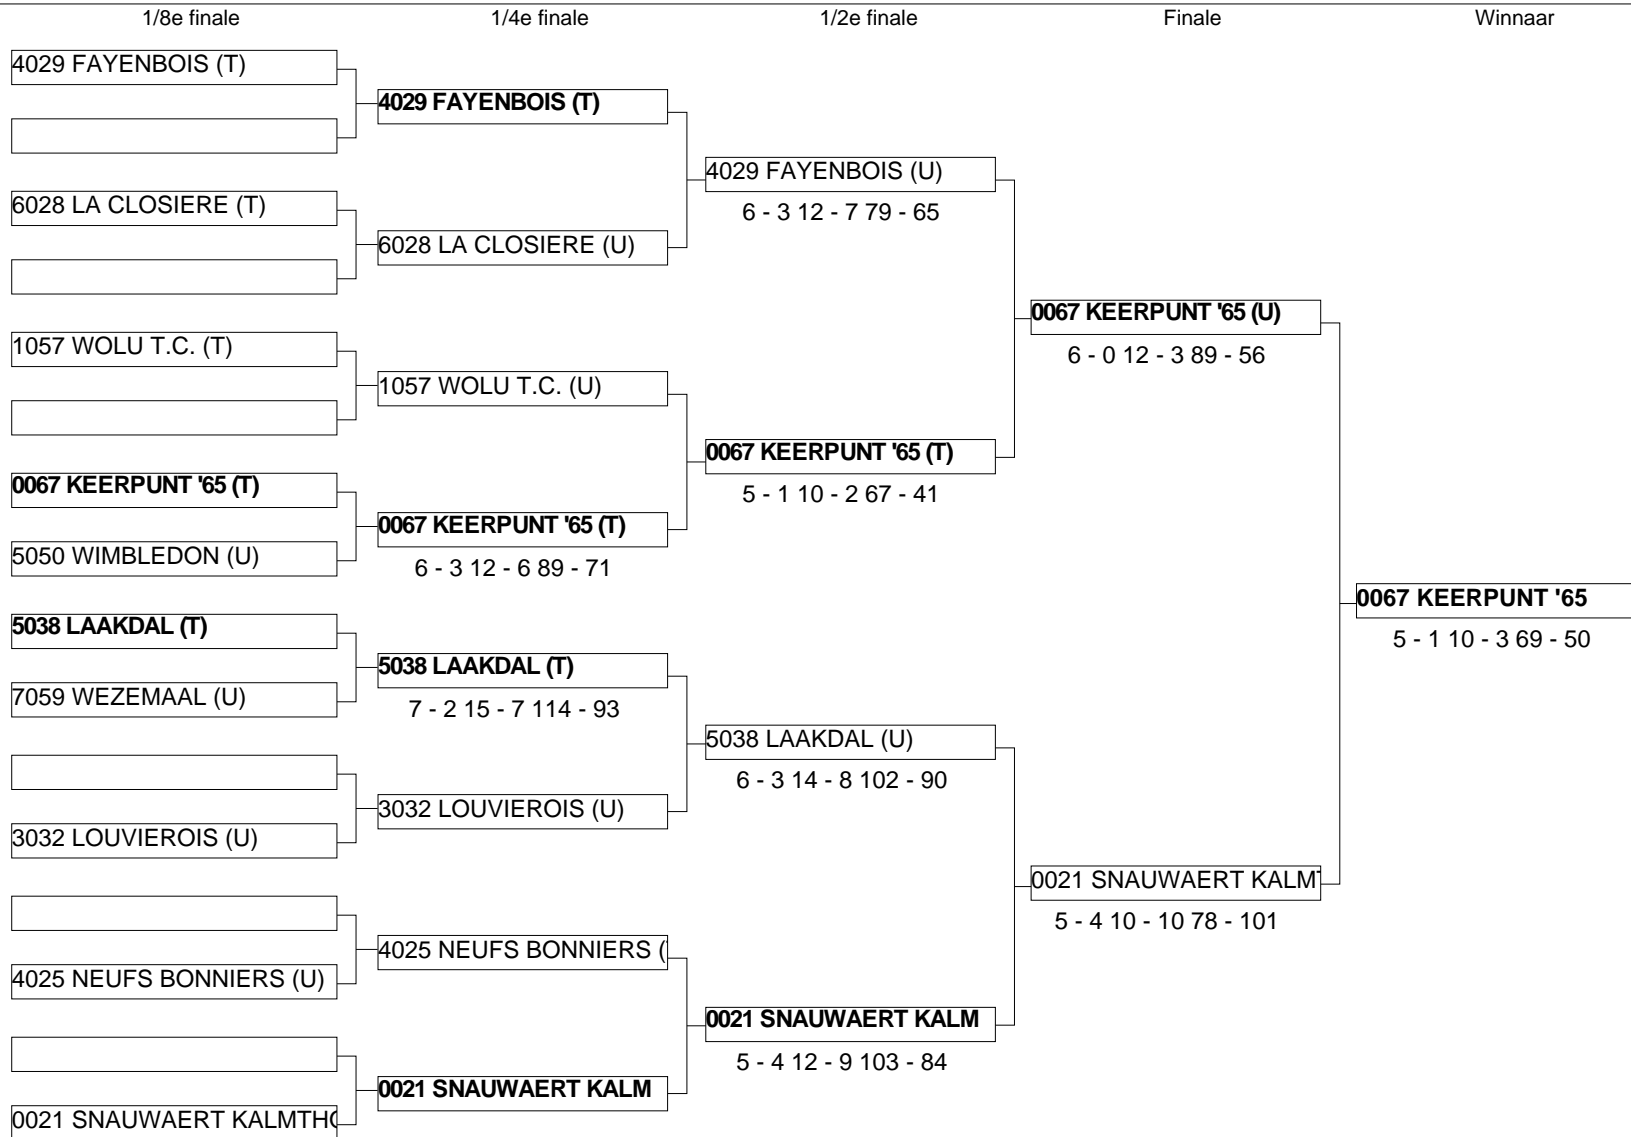 1/8e finale
1/4e finale
1/2e finale
Finale
Winnaar
4029 FAYENBOIS (T)
6028 LA CLOSIERE (T)
1057 WOLU T.C. (T)
0067 KEERPUNT '65 (T)
5050 WIMBLEDON (U)
5038 LAAKDAL (T)
7059 WEZEMAAL (U)
3032 LOUVIEROIS (U)
4025 NEUFS BONNIERS (U)
0021 SNAUWAERT KALMTH
4029 FAYENBOIS (T)
6028 LA CLOSIERE (U)
1057 WOLU T.C. (U)
0067 KEERPUNT '65 (T)
6 - 3 12 - 6 89 - 71
5038 LAAKDAL (T)
7 - 2 15 - 7 114 - 93
3032 LOUVIEROIS (U)
4025 NEUFS BONNIERS (
0021 SNAUWAERT KALM
4029 FAYENBOIS (U)
6 - 3 12 - 7 79 - 65
0067 KEERPUNT '65 (T)
5 - 1 10 - 2 67 - 41
5038 LAAKDAL (U)
6 - 3 14 - 8 102 - 90
0021 SNAUWAERT KALM
5 - 4 12 - 9 103 - 84
0067 KEERPUNT '65 (U)
6 - 0 12 - 3 89 - 56
0021 SNAUWAERT KALM
5 - 4 10 - 10 78 - 101
0067 KEERPUNT '65
5 - 1 10 - 3 69 - 50